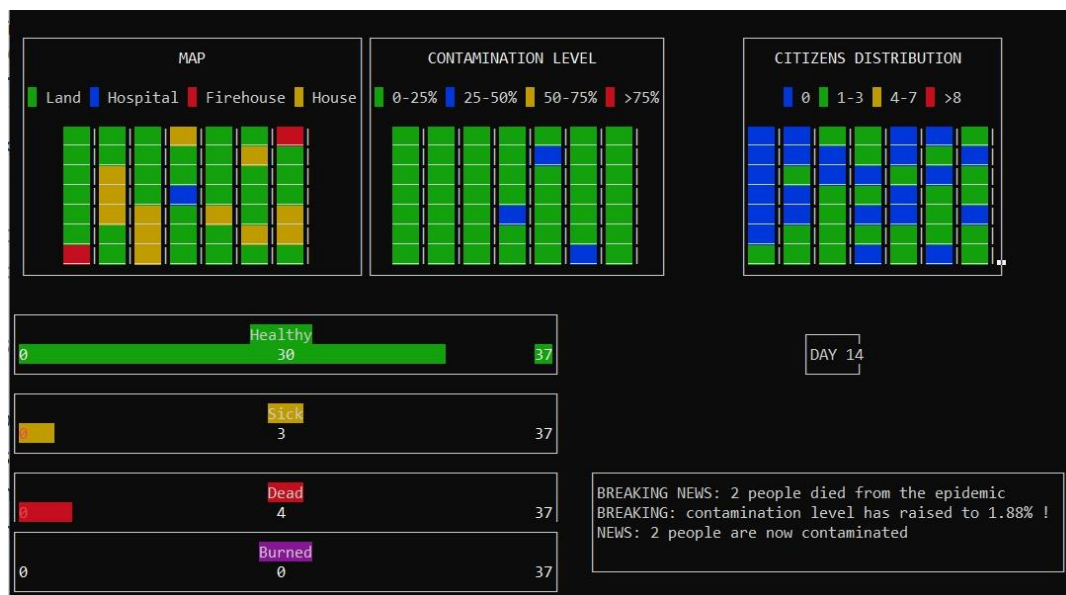 MAP
Land Hospital Firehouse House
CONTAMINATION LEVEL
0-25% 25-50% 50-75% >75%
CITIZENS DISTRIBUTION
0 1-3 4-7 >8
Healthy
0 30 37
DAY 14
Sick
0 3 37
Dead
0 4 37
Burned
0 0 37
BREAKING NEWS: 2 people died from the epidemic
BREAKING: contamination level has raised to 1.88% !
NEWS: 2 people are now contaminated